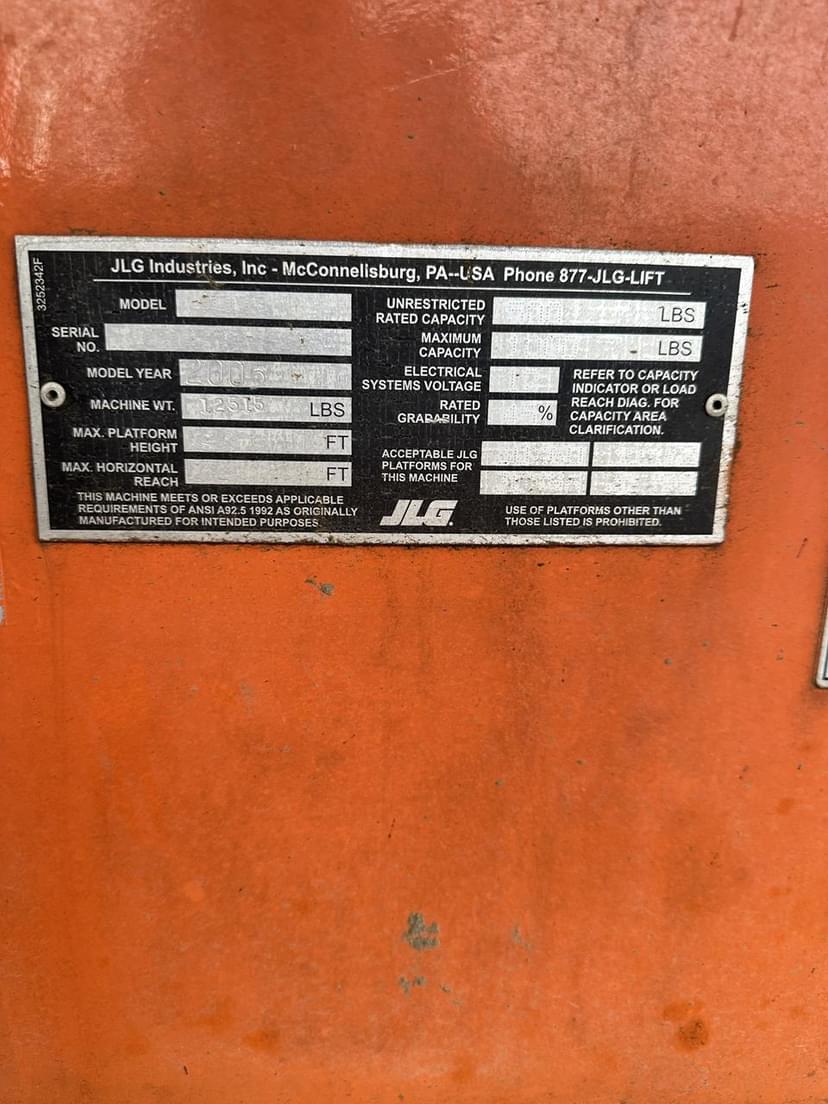 3252342F
JLG Industries, Inc - McConnellsburg, PA--USA Phone 877-JLG-LIFT
MODEL
SERIAL
NO.
MODEL YEAR
MACHINE WT. LBS
MAX. PLATFORM
HEIGHT FT
MAX. HORIZONTAL
REACH FT
THIS MACHINE MEETS OR EXCEEDS APPLICABLE
REQUIREMENTS OF ANSI A92.5 1992 AS ORIGINALLY
MANUFACTURED FOR INTENDED PURPOSES.
UNRESTRICTED
RATED CAPACITY LBS
MAXIMUM
CAPACITY LBS
ELECTRICAL
SYSTEMS VOLTAGE
RATED
GRADABILITY %
REFER TO CAPACITY
INDICATOR OR LOAD
REACH DIAG. FOR
CAPACITY AREA
CLARIFICATION.
ACCEPTABLE JLG
PLATFORMS FOR
THIS MACHINE
JLG
USE OF PLATFORMS OTHER THAN
THOSE LISTED IS PROHIBITED.